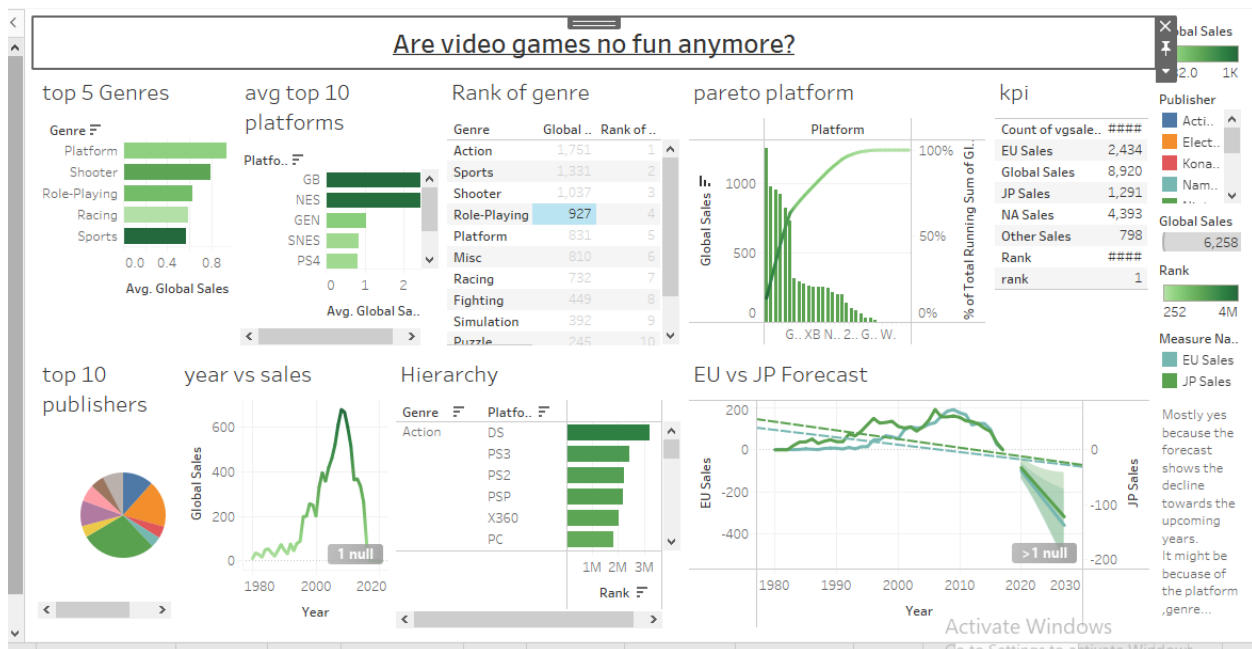 Are video games no fun anymore?
top 5 Genres
Genre
Platform
Shooter
Role-Playing
Racing
Sports
0.0 0.4 0.8
Avg. Global Sales
avg top 10
platforms
Platfo..
GB
NES
GEN
SNES
PS4
0 1 2
Avg. Global Sa..
Rank of genre
Genre Global .. Rank of ..
Action 1,751 1
Sports 1,331 2
Shooter 1,037 3
Role-Playing 927 4
Platform 831 5
Misc 810 6
Racing 732 7
Fighting 449 8
Simulation 392 9
Puzzle 245 10
pareto platform
Platform
Global Sales
1000
500
0
100%
50%
0%
% of Total Running Sum of Gl..
G.. XB N.. 2.. G.. W.
kpi
Count of vgsale.. ####
EU Sales 2,434
Global Sales 8,920
JP Sales 1,291
NA Sales 4,393
Other Sales 798
Rank ####
rank 1
bal Sales
32.0 1K
Publisher
Acti..
Elect..
Kona..
Nam..
Global Sales
6,258
Rank
252 4M
Measure Na..
EU Sales
JP Sales
Mostly yes
because the
forecast
shows the
decline
towards the
upcoming
years.
It might be
becuase of
the platform
,genre...
top 10
publishers
year vs sales
Global Sales
600
400
200
0
1 null
1980 2000 2020
Year
Hierarchy
Genre Platfo..
Action DS
PS3
PS2
PSP
X360
PC
1M 2M 3M
Rank
EU vs JP Forecast
EU Sales
200
0
-200
-400
0
-100
-200
JP Sales
>1 null
1980 1990 2000 2010 2020 2030
Year
Activate Windows